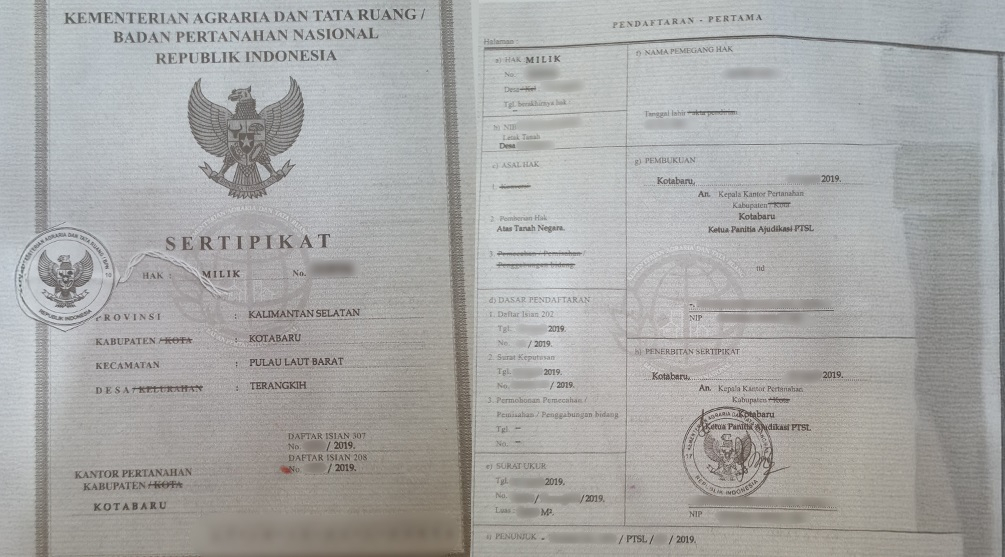 KEMENTERIAN AGRARIA DAN TATA RUANG /
BADAN PERTANAHAN NASIONAL
REPUBLIK INDONESIA
SERTIPIKAT
HAK : MILIK No.
PROVINSI : KALIMANTAN SELATAN
KABUPATEN / KOTA : KOTABARU
KECAMATAN : PULAU LAUT BARAT
DESA / KELURAHAN : TERANGKIH
DAFTAR ISIAN 307
No. / 2019.
DAFTAR ISIAN 208
No. / 2019.
KANTOR PERTANAHAN
KABUPATEN / KOTA
KOTABARU
REPUBLIK INDONESIA
PENDAFTARAN - PERTAMA
Halaman :
a) HAK MILIK
No.
Desa / Kel
Tgl. berakhirnya hak /
b) NIB
Letak Tanah
Desa
c) ASAL HAK
1. Konversi
2. Pemberian Hak
Atas Tanah Negara.
3. Pemecahan / Pemisahan /
Penggabungan bidang
d) DASAR PENDAFTARAN
1. Daftar Isian 202
Tgl. 2019.
No. / 2019.
2. Surat Keputusan
Tgl. 2019.
No. / 2019.
3. Permohonan Pemecahan /
Pemisahan / Penggabungan bidang
Tgl. -
No. -
e) SURAT UKUR
Tgl. 2019.
No. / /2019.
Luas : M².
f) NAMA PEMEGANG HAK
Tanggal lahir / akta pendirian
g) PEMBUKUAN
Kotabaru, 2019.
An. Kepala Kantor Pertanahan
Kabupaten / Kota
Kotabaru
Ketua Panitia Ajudikasi PTSL
ttd
NIP
h) PENERBITAN SERTIPIKAT
Kotabaru, 2019.
An. Kepala Kantor Pertanahan
Kabupaten / Kota
Kotabaru
Ketua Panitia Ajudikasi PTSL
REPUBLIK INDONESIA
NIP
i) PENUNJUK - / PTSL / / 2019.